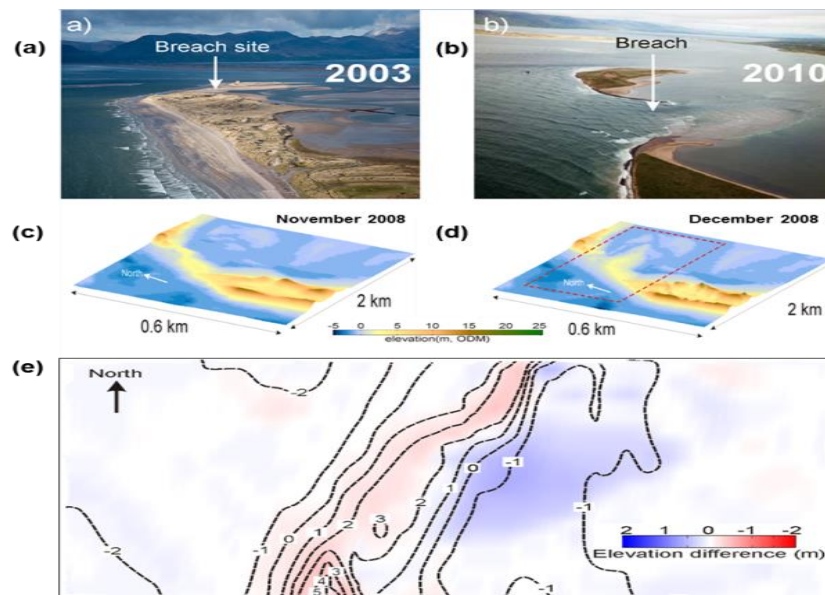 (a)
a)
Breach site
2003
(b)
b)
Breach
2010
(c)
November 2008
North
0.6 km
2 km
(d)
December 2008
North
0.6 km
2 km
-5 0 5 10 15 20 25
elevation(m, ODM)
(e)
North
-2
-2
-1
0
1
2
3
3
4
5
2
1
0
-1
-1
-1
2 1 0 -1 -2
Elevation difference (m)